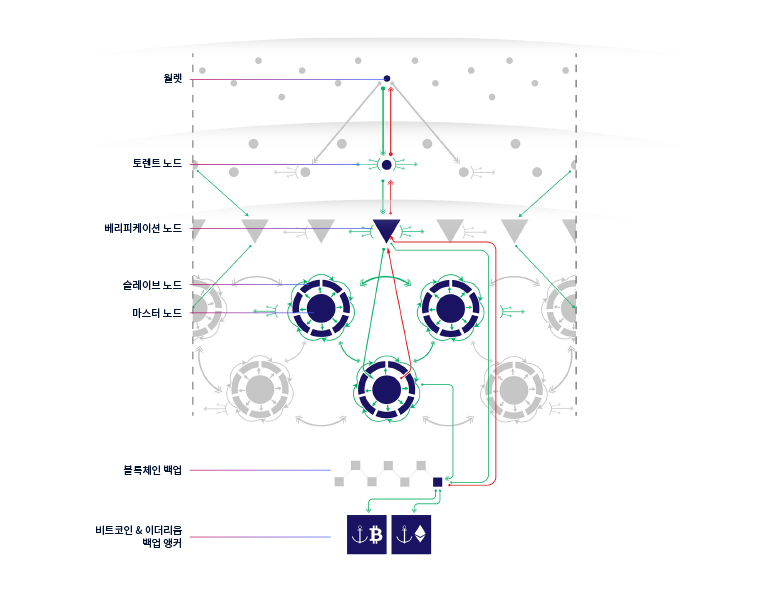 월렛
토렌트 노드
베리피케이션 노드
슬레이브 노드
마스터 노드
블록체인 백업
비트코인 & 이더리움
백업 앵커